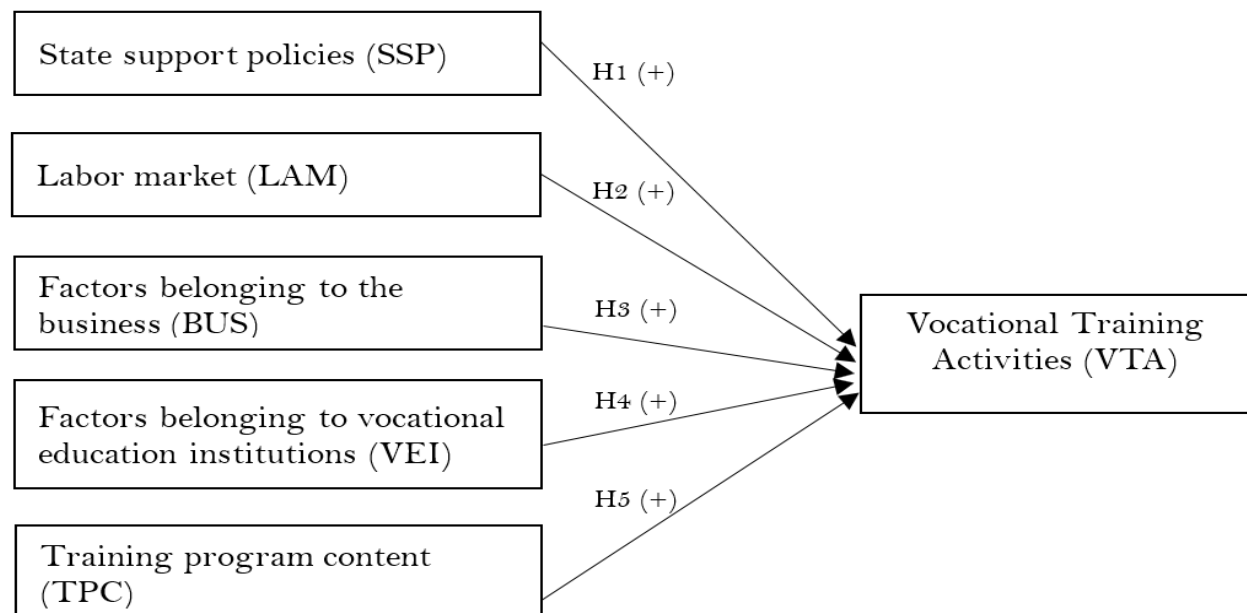 State support policies (SSP)
H1 (+)
Labor market (LAM)
H2 (+)
Factors belonging to the
business (BUS)
H3 (+)
Vocational Training
Activities (VTA)
Factors belonging to vocational
education institutions (VEI)
H4 (+)
H5 (+)
Training program content
(TPC)